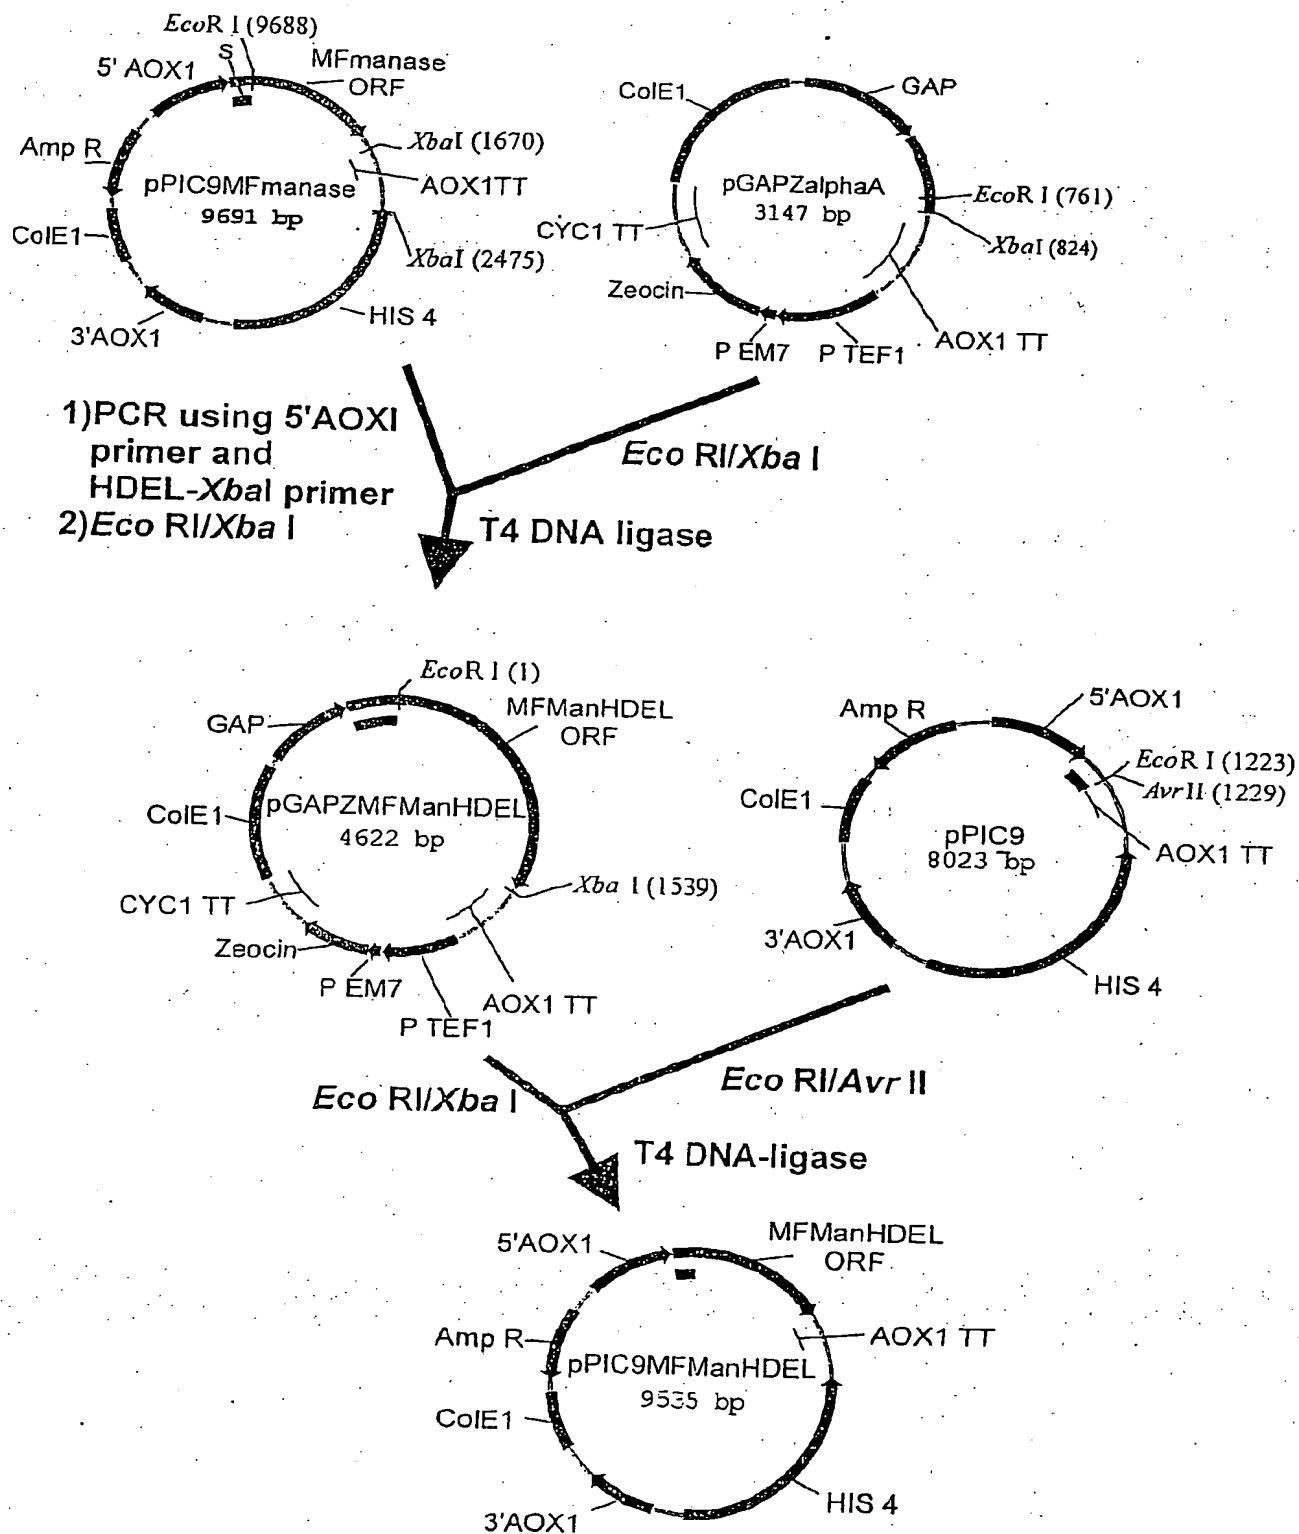 EcoR I (9688)
S
5' AOX1
MFmanase
ORF
Amp R
XbaI (1670)
pPIC9MFmanase
9691 bp
AOX1TT
ColE1
XbaI (2475)
3'AOX1
HIS 4
ColE1
GAP
pGAPZalphaA
3147 bp
EcoR I (761)
CYC1 TT
XbaI (824)
Zeocin
P EM7
P TEF1
AOX1 TT
1)PCR using 5'AOXI
primer and
HDEL-XbaI primer
2)Eco RI/Xba I
Eco RI/Xba I
T4 DNA ligase
EcoR I (1)
GAP
MFManHDEL
ORF
ColE1
pGAPZMFManHDEL
4622 bp
CYC1 TT
Xba I (1539)
Zeocin
P EM7
AOX1 TT
P TEF1
Amp R
5'AOX1
EcoR I (1223)
AvrII (1229)
ColE1
pPIC9
8023 bp
AOX1 TT
3'AOX1
HIS 4
Eco RI/Xba I
Eco RI/Avr II
T4 DNA-ligase
5'AOX1
MFManHDEL
ORF
Amp R
AOX1 TT
pPIC9MFManHDEL
9535 bp
ColE1
HIS 4
3'AOX1